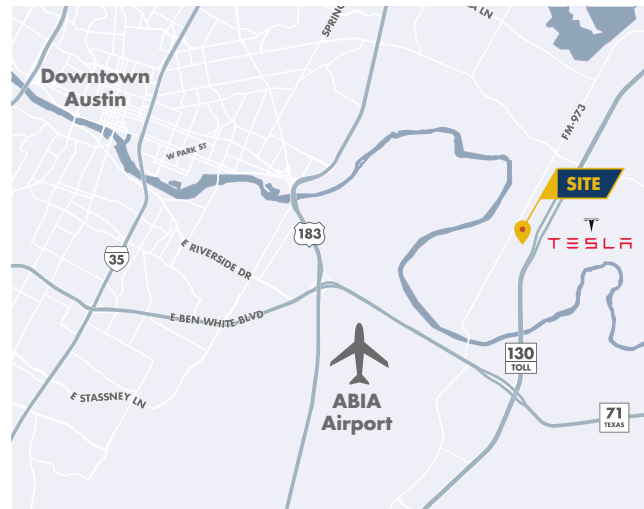 SPRING
A LN
Downtown
Austin
FM-973
W PARK ST
SITE
TESLA
183
E RIVERSIDE DR
35
E BEN WHITE BLVD
130
TOLL
ABIA
Airport
E STASSNEY LN
71
TEXAS